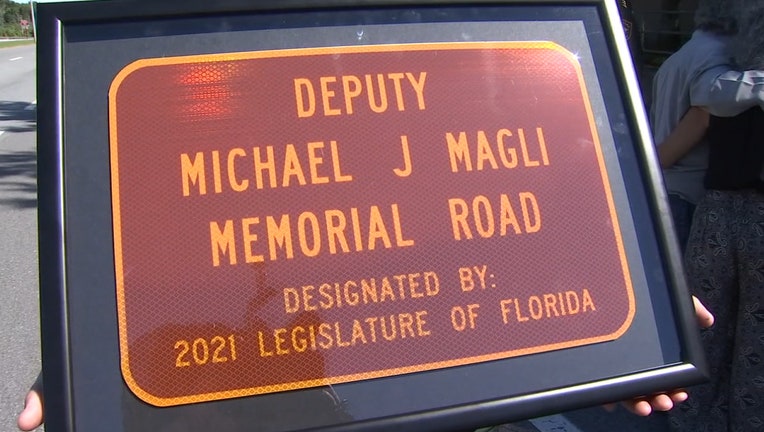 DEPUTY
MICHAEL J MAGLI
MEMORIAL ROAD
DESIGNATED BY:
2021 LEGISLATURE OF FLORIDA